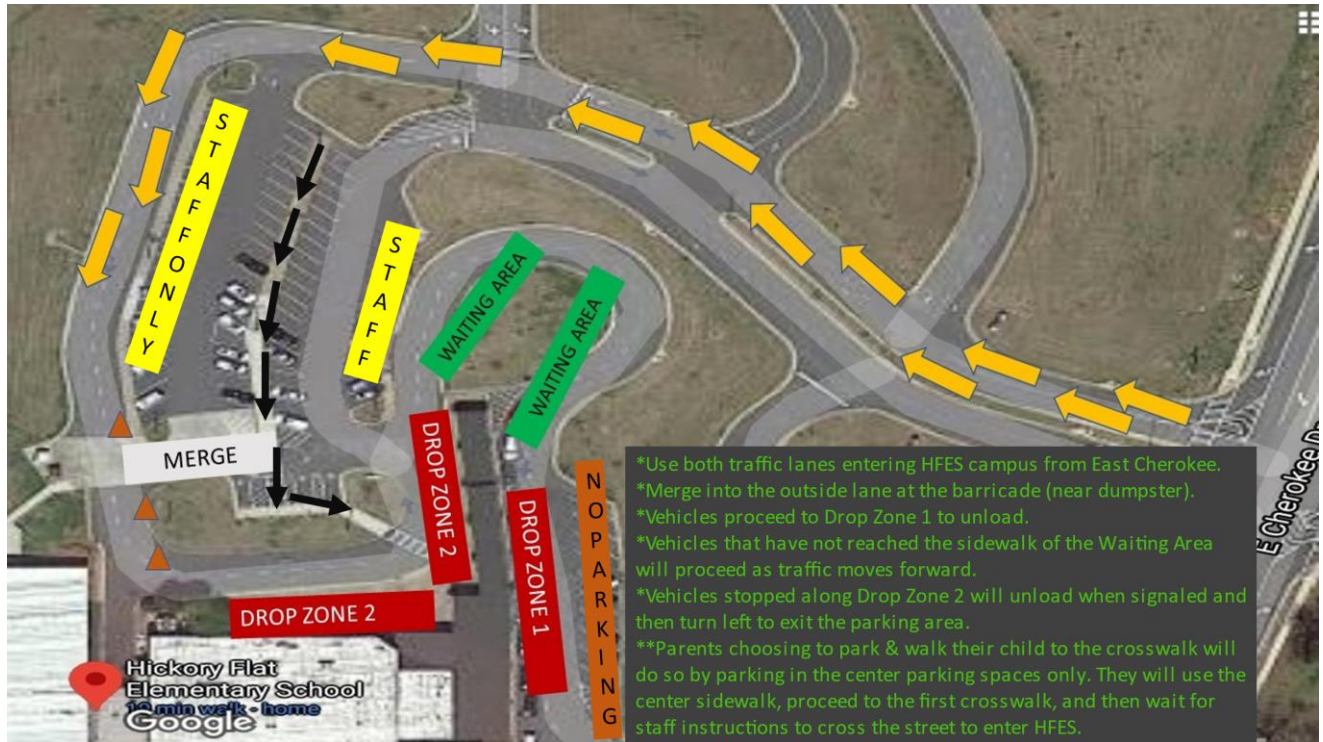 STAFF ONLY
STAFF
WAITING AREA
WAITING AREA
MERGE
DROP ZONE 2
DROP ZONE 2
DROP ZONE 1
NO PARKING
E Cherokee Dr
*Use both traffic lanes entering HFES campus from East Cherokee.
*Merge into the outside lane at the barricade (near dumpster).
*Vehicles proceed to Drop Zone 1 to unload.
*Vehicles that have not reached the sidewalk of the Waiting Area
will proceed as traffic moves forward.
*Vehicles stopped along Drop Zone 2 will unload when signaled and
then turn left to exit the parking area.
**Parents choosing to park & walk their child to the crosswalk will
do so by parking in the center parking spaces only. They will use the
center sidewalk, proceed to the first crosswalk, and then wait for
staff instructions to cross the street to enter HFES.
Hickory Flat
Elementary School
10 min walk - home
Google